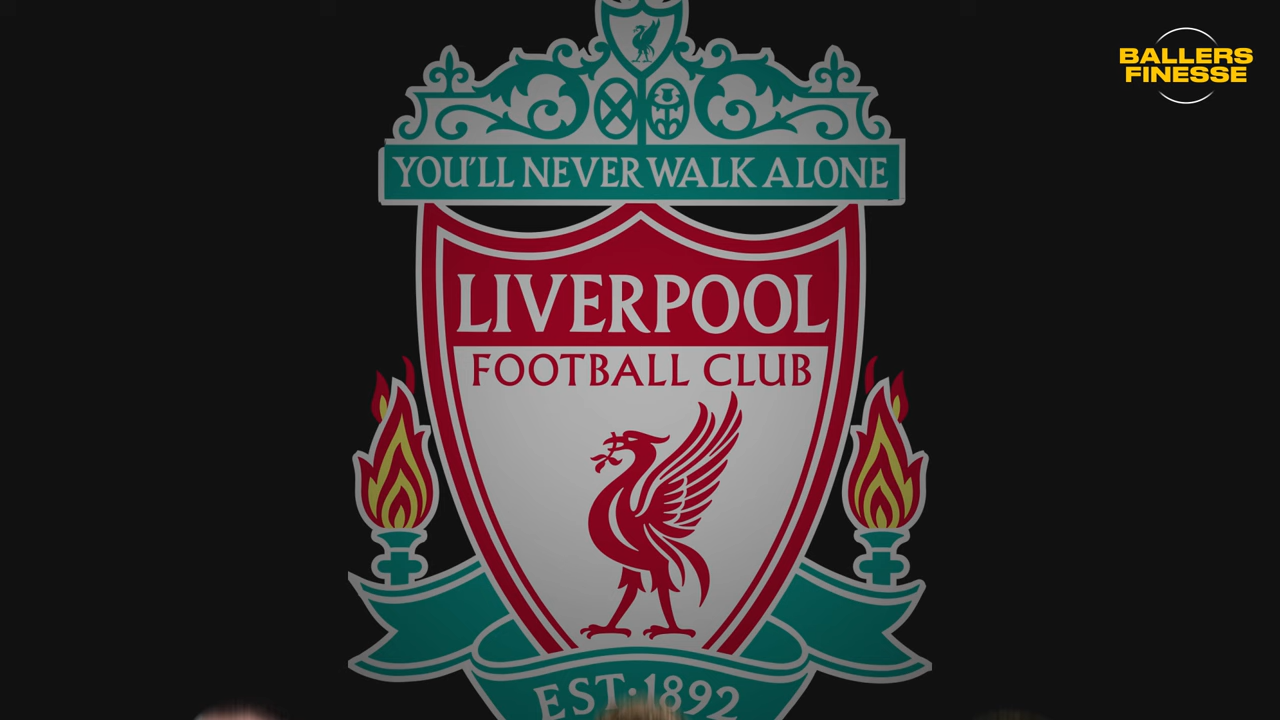 BALLERS
FINESSE
YOU'LL NEVER WALK ALONE
LIVERPOOL
FOOTBALL CLUB
EST·1892